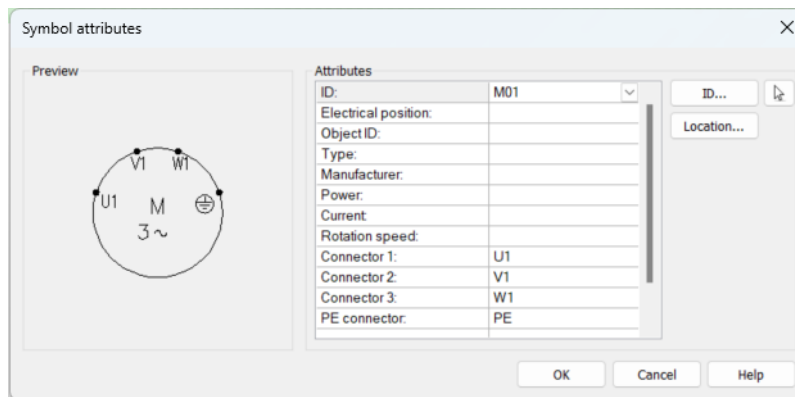 Symbol attributes
Preview
V1 W1
U1 M
3~
Attributes
ID: M01
Electrical position:
Object ID:
Type:
Manufacturer:
Power:
Current:
Rotation speed:
Connector 1: U1
Connector 2: V1
Connector 3: W1
PE connector: PE
ID...
Location...
OK Cancel Help